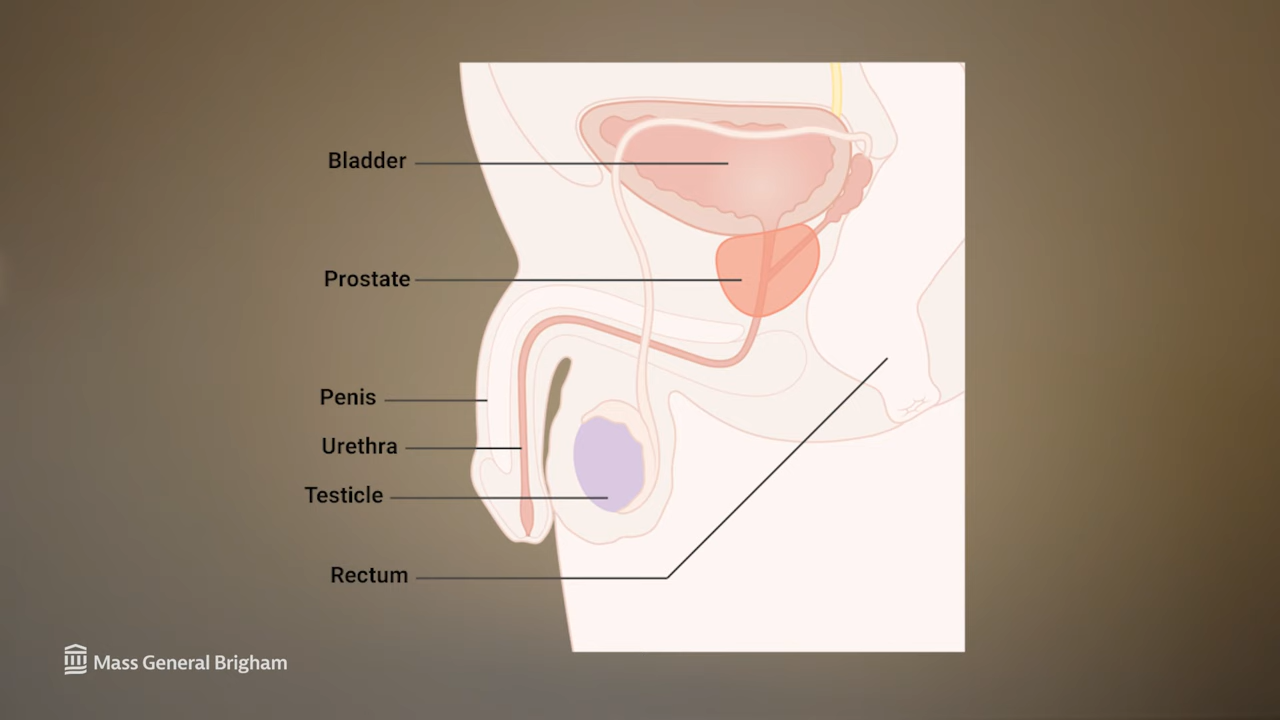 Bladder
Prostate
Penis
Urethra
Testicle
Rectum
Mass General Brigham